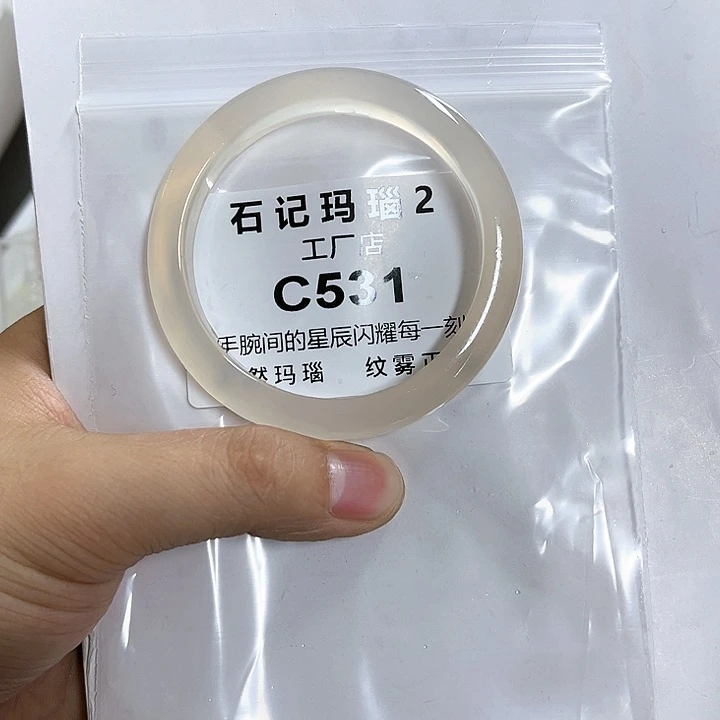 石记玛瑙2
工厂店
C531
手腕间的星辰闪耀每一刻
然玛瑙 纹雾正